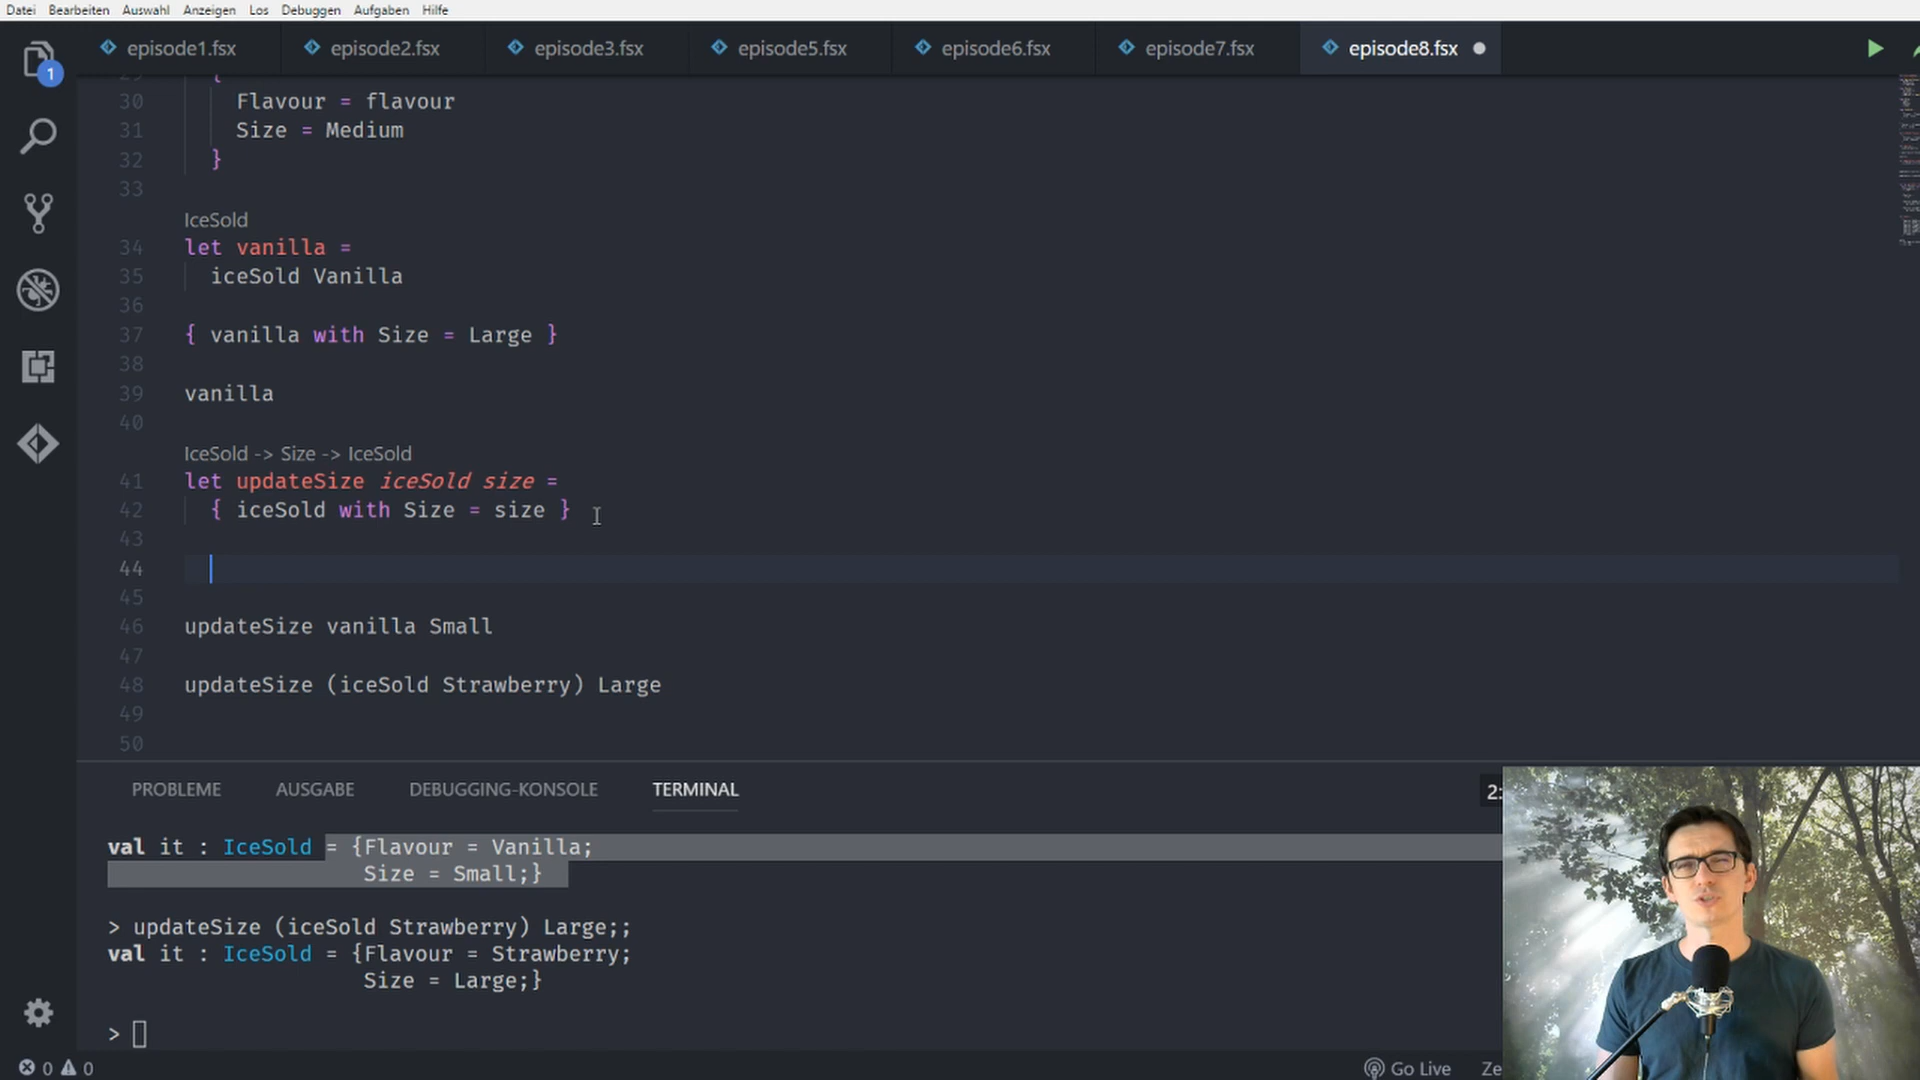 Datei Bearbeiten Auswahl Anzeigen Los Debuggen Aufgaben Hilfe
1
episode1.fsx episode2.fsx episode3.fsx episode5.fsx episode6.fsx episode7.fsx episode8.fsx
{
30 Flavour = flavour
31 Size = Medium
32 }
33
IceSold
34 let vanilla =
35 iceSold Vanilla
36
37 { vanilla with Size = Large }
38
39 vanilla
40
IceSold -> Size -> IceSold
41 let updateSize iceSold size =
42 { iceSold with Size = size }
43
44
45
46 updateSize vanilla Small
47
48 updateSize (iceSold Strawberry) Large
49
50
PROBLEME AUSGABE DEBUGGING-KONSOLE TERMINAL 2:
val it : IceSold = {Flavour = Vanilla;
Size = Small;}
> updateSize (iceSold Strawberry) Large;;
val it : IceSold = {Flavour = Strawberry;
Size = Large;}
>
0 0 Go Live Ze